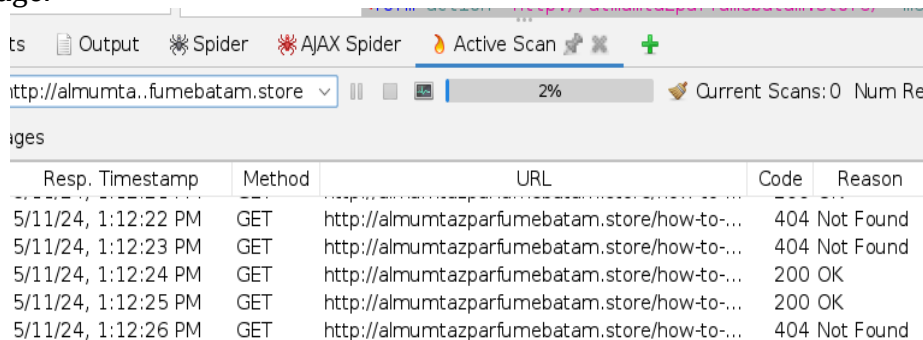 ts Output Spider AJAX Spider Active Scan
http://almumta..fumebatam.store 2% Current Scans: 0 Num Re
ages
Resp. Timestamp Method URL Code Reason
5/11/24, 1:12:22 PM GET http://almumtazparfumebatam.store/how-to-... 404 Not Found
5/11/24, 1:12:23 PM GET http://almumtazparfumebatam.store/how-to-... 404 Not Found
5/11/24, 1:12:24 PM GET http://almumtazparfumebatam.store/how-to-... 200 OK
5/11/24, 1:12:25 PM GET http://almumtazparfumebatam.store/how-to-... 200 OK
5/11/24, 1:12:26 PM GET http://almumtazparfumebatam.store/how-to-... 404 Not Found